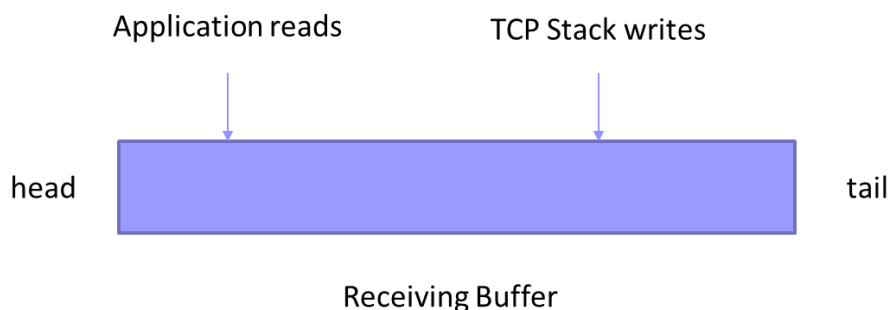 Application reads
TCP Stack writes
head
tail
Receiving Buffer